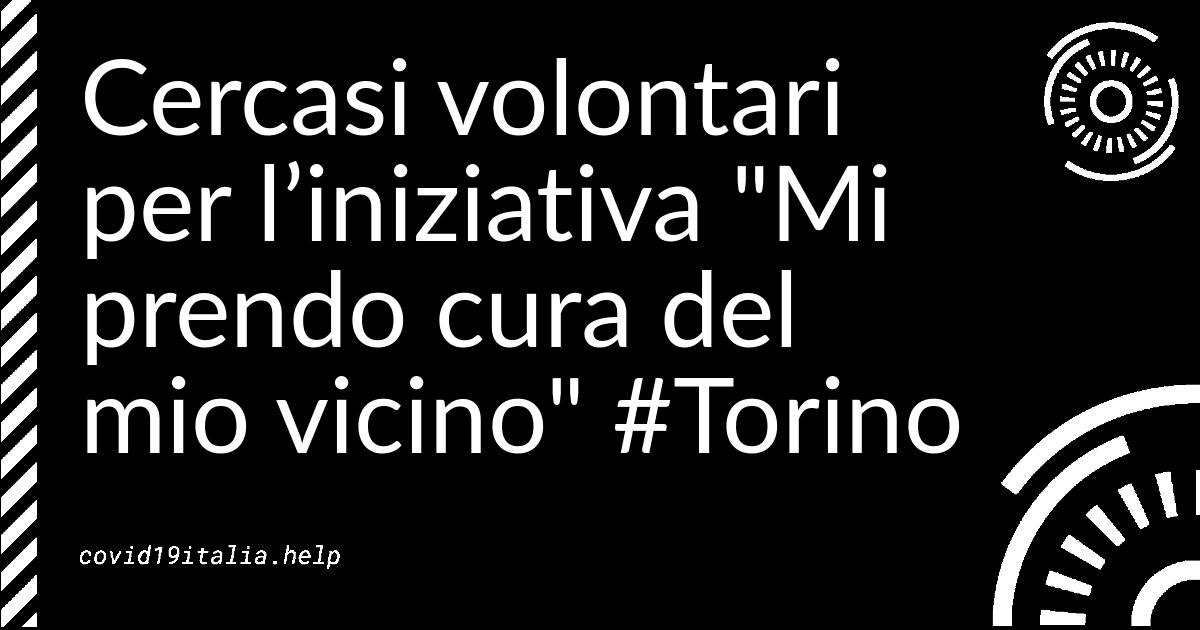 Cercasi volontari
per l’iniziativa "Mi
prendo cura del
mio vicino" #Torino
covid19italia.help